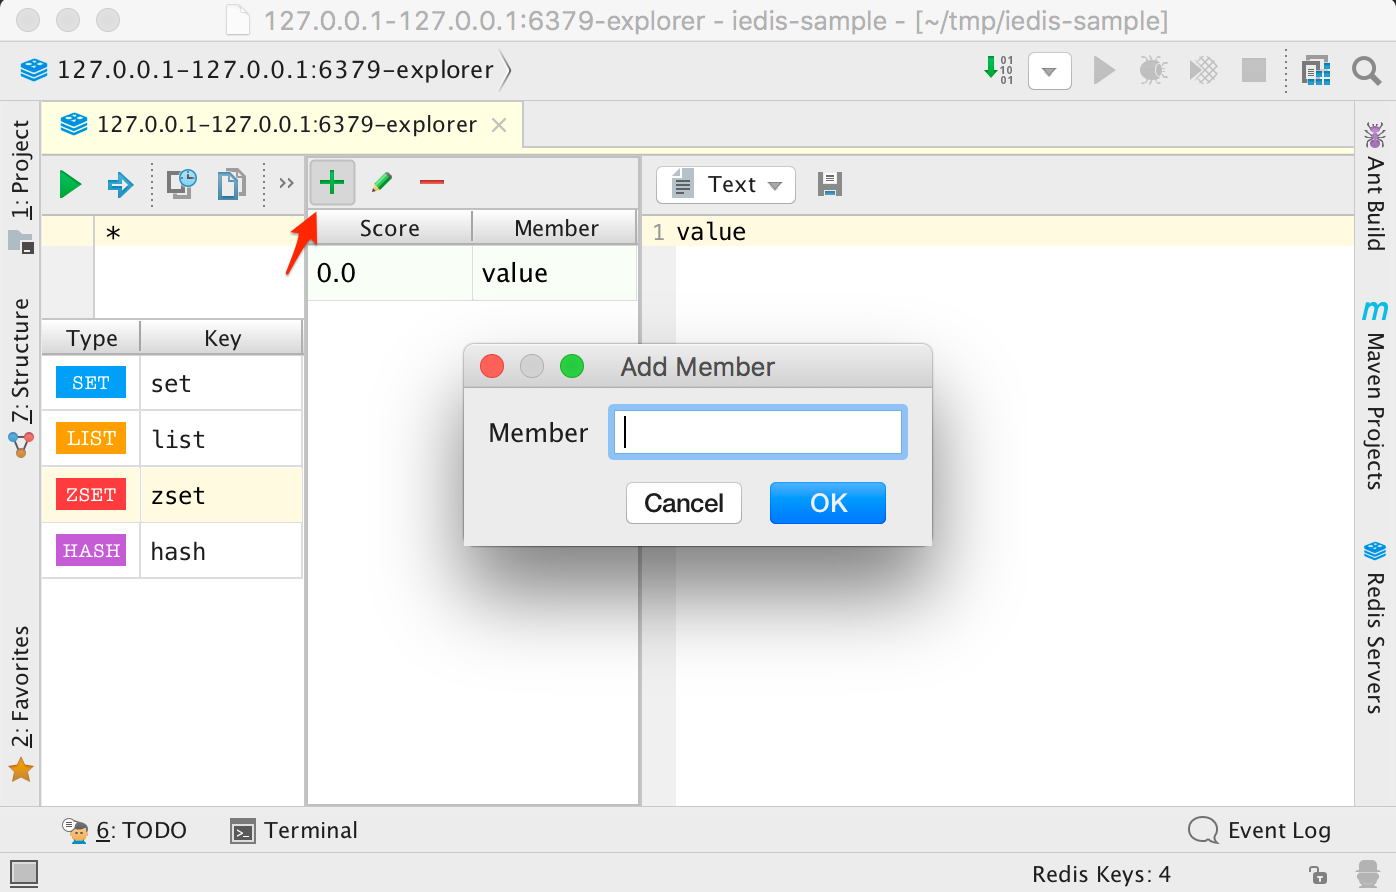 127.0.0.1-127.0.0.1:6379-explorer - iedis-sample - [~/tmp/iedis-sample]
127.0.0.1-127.0.0.1:6379-explorer
01
10
01
127.0.0.1-127.0.0.1:6379-explorer
1: Project
7: Structure
2: Favorites
*
Type Key
SET set
LIST list
ZSET zset
HASH hash
Score Member
0.0 value
Text
1 value
Add Member
Member
Cancel OK
Ant Build
m
Maven Projects
Redis Servers
6: TODO Terminal Event Log
Redis Keys: 4